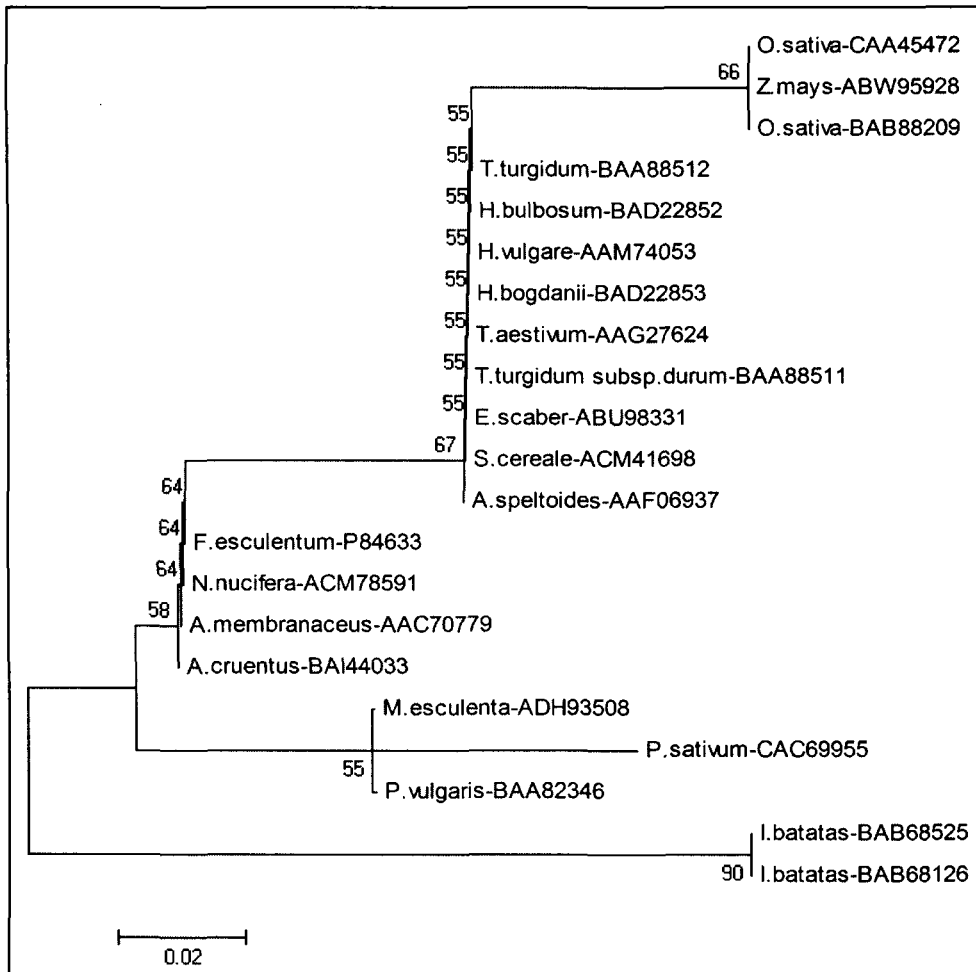 O.sativa-CAA45472
66
Z.mays-ABW95928
O.sativa-BAB88209
55
55
T.turgidum-BAA88512
55
H.bulbosum-BAD22852
55
H.vulgare-AAM74053
55
H.bogdanii-BAD22853
55
T.aestivum-AAG27624
55
T.turgidum subsp.durum-BAA88511
55
E.scaber-ABU98331
67
S.cereale-ACM41698
A.speltoides-AAF06937
64
64
F.esculentum-P84633
64
N.nucifera-ACM78591
58
A.membranaceus-AAC70779
A.cruentus-BAI44033
M.esculenta-ADH93508
P.sativum-CAC69955
55
P.vulgaris-BAA82346
I.batatas-BAB68525
90
I.batatas-BAB68126
0.02